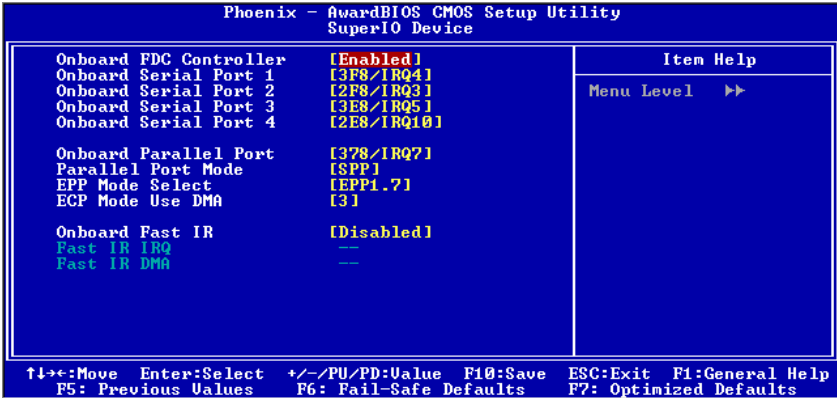 Phoenix - AwardBIOS CMOS Setup Utility
SuperIO Device
Onboard FDC Controller [Enabled]
Onboard Serial Port 1 [3F8/IRQ4]
Onboard Serial Port 2 [2F8/IRQ3]
Onboard Serial Port 3 [3E8/IRQ5]
Onboard Serial Port 4 [2E8/IRQ10]
Onboard Parallel Port [378/IRQ7]
Parallel Port Mode [SPP]
EPP Mode Select [EPP1.7]
ECP Mode Use DMA [3]
Onboard Fast IR [Disabled]
Fast IR IRQ --
Fast IR DMA --
Item Help
Menu Level ►►
↑↓→←:Move Enter:Select +/-/PU/PD:Value F10:Save ESC:Exit F1:General Help
F5: Previous Values F6: Fail-Safe Defaults F7: Optimized Defaults